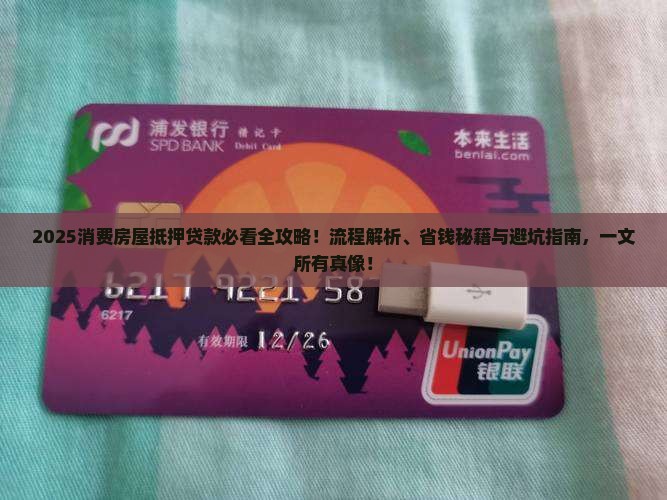 浦发银行 借记卡
SPD BANK Debit Card
本来生活
benlai.com
2025消费房屋抵押贷款必看全攻略！流程解析、省钱秘籍与避坑指南，一文
所有真像！
6217 9221 58
6217
有效期限 12/26
UnionPay
银联